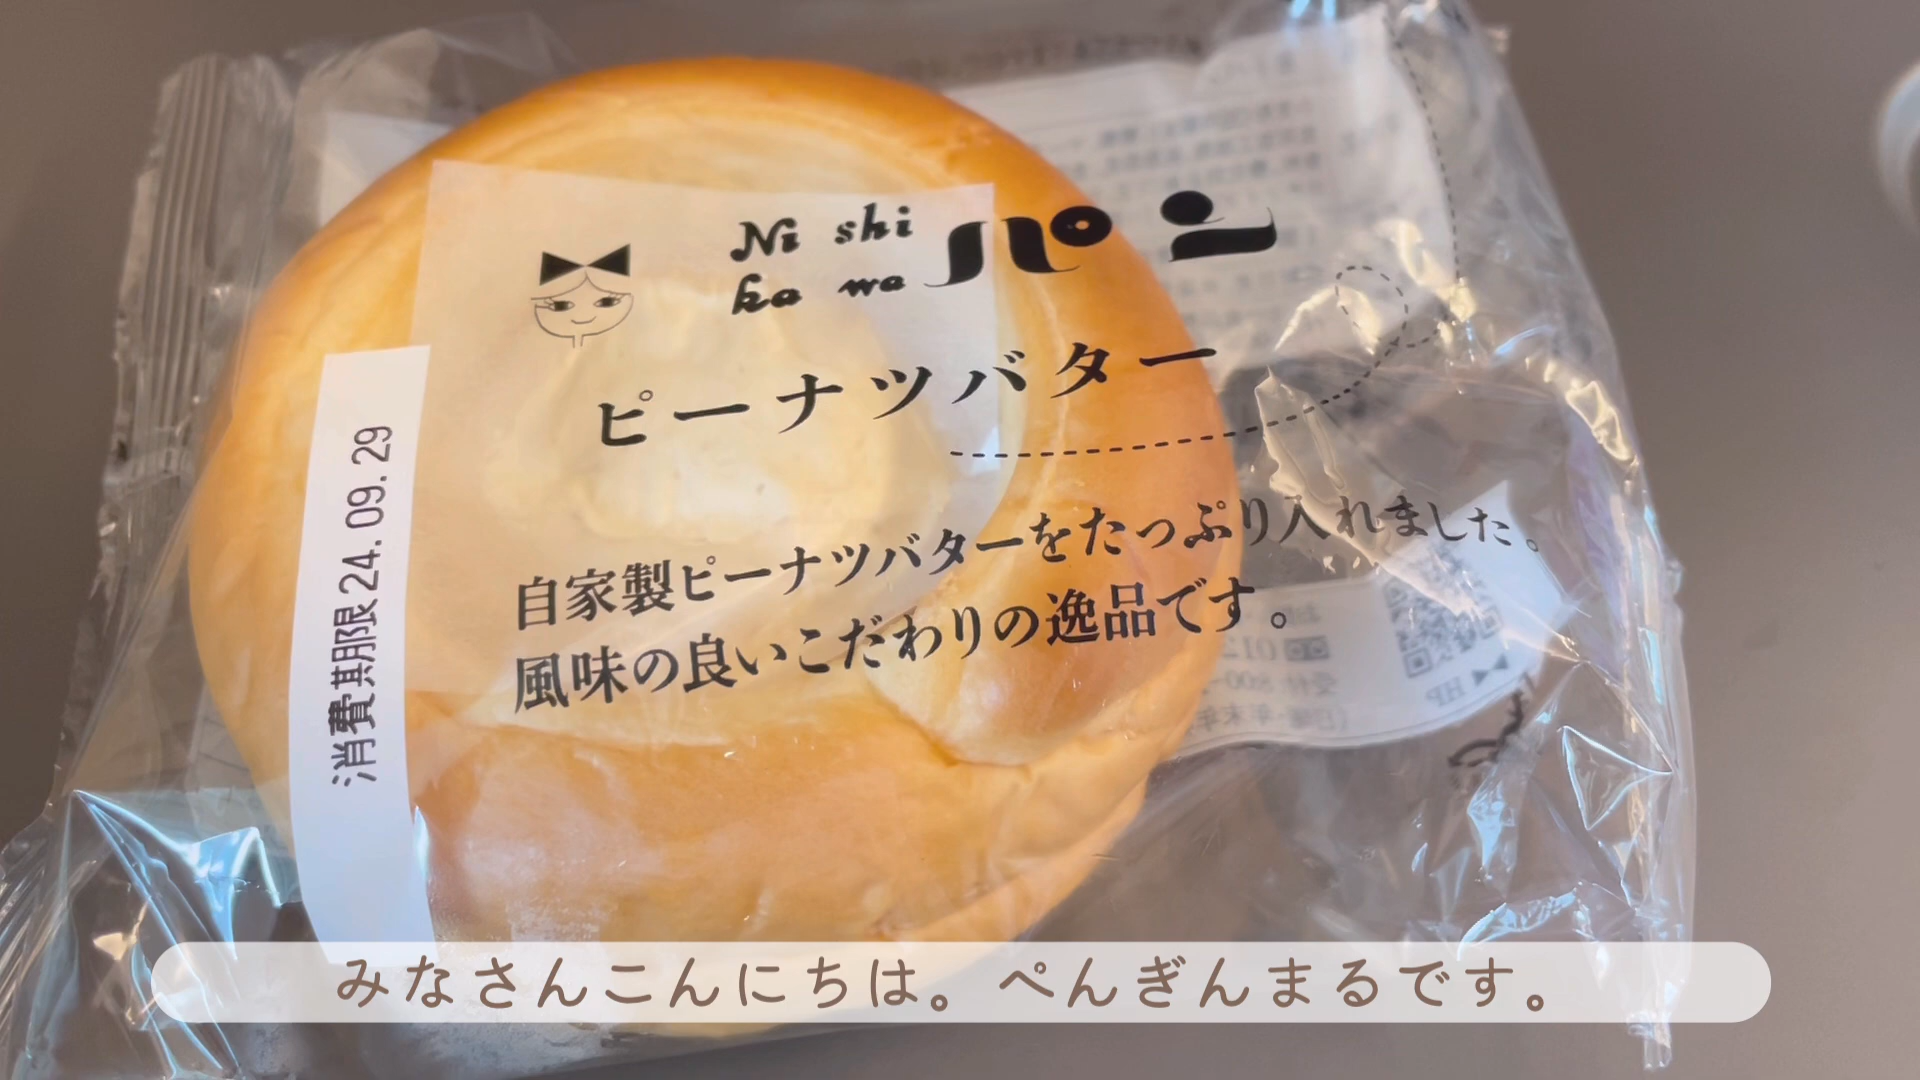 Ni shi
ka wa パン
ピーナツバター
自家製ピーナツバターをたっぷり入れました。
風味の良いこだわりの逸品です。
消費期限 24.09.29
HP
みなさんこんにちは。ぺんぎんまるです。